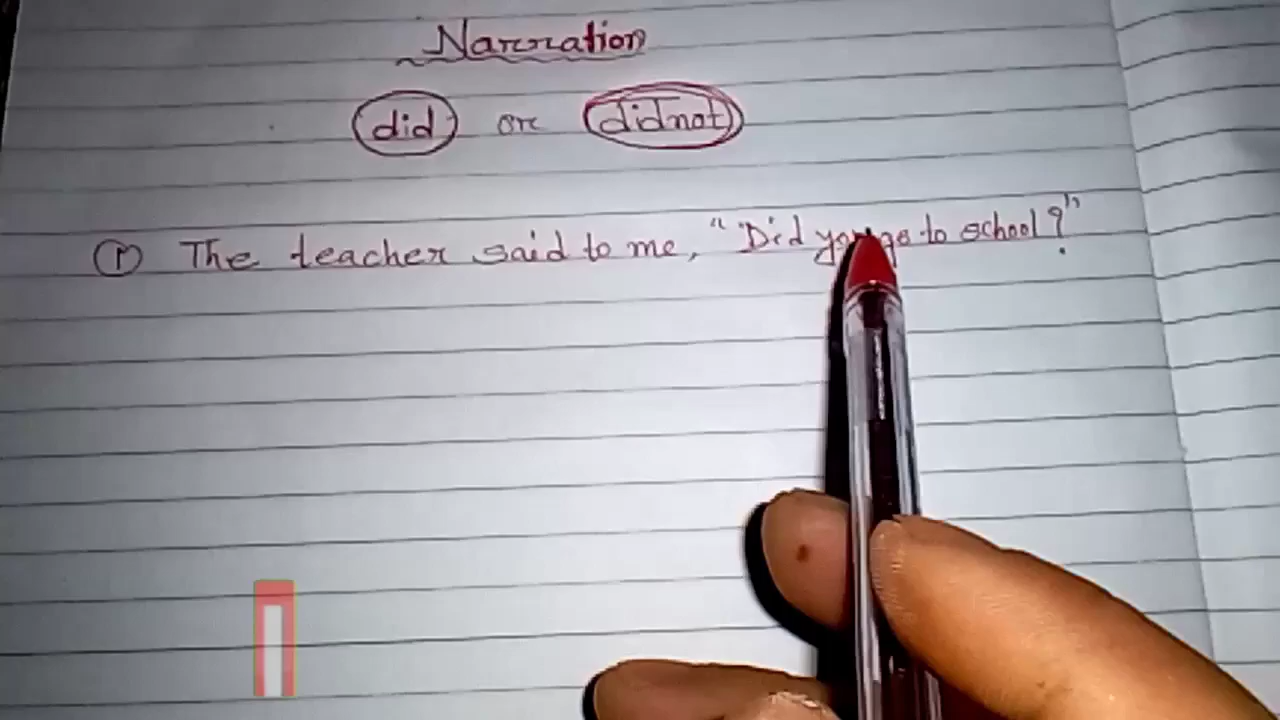 Narration
did or didnot
① The teacher said to me, "Did you go to school?"